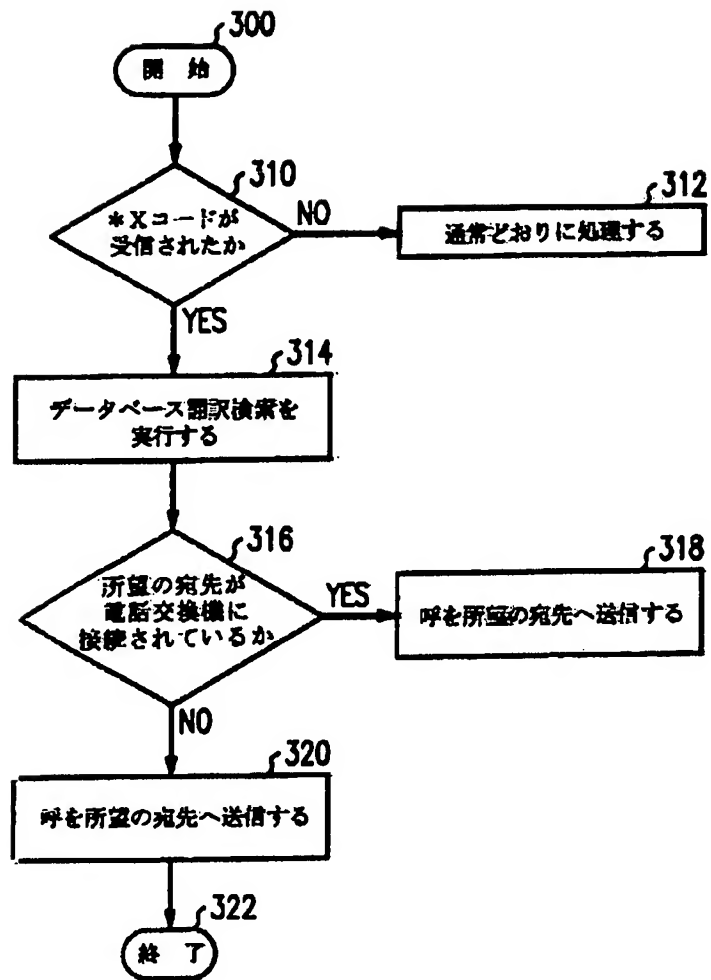 300
開 始
310
*Xコードが
受信されたか
NO
312
通常どおりに処理する
YES
314
データベース翻訳検索を
実行する
316
所望の宛先が
電話交換機に
接続されているか
YES
318
呼を所望の宛先へ送信する
NO
320
呼を所望の宛先へ送信する
322
終 了